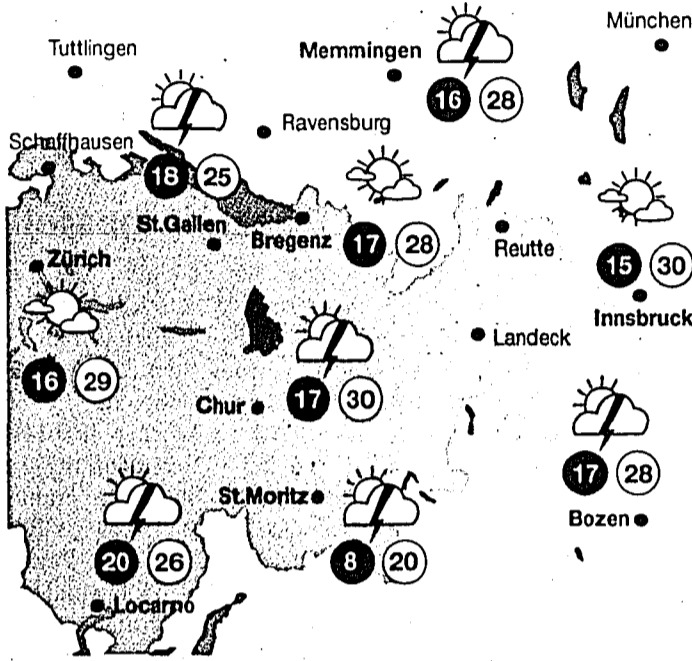 München
Tuttlingen
Memmingen
16 28
Ravensburg
Schaffhausen
18 25
St.Gallen
Bregenz
17 28
Reutte
Zürich
15 30
Innsbruck
Landeck
16 29
17 30
Chur
17 28
St.Moritz
Bozen
20 26
8 20
Locarno